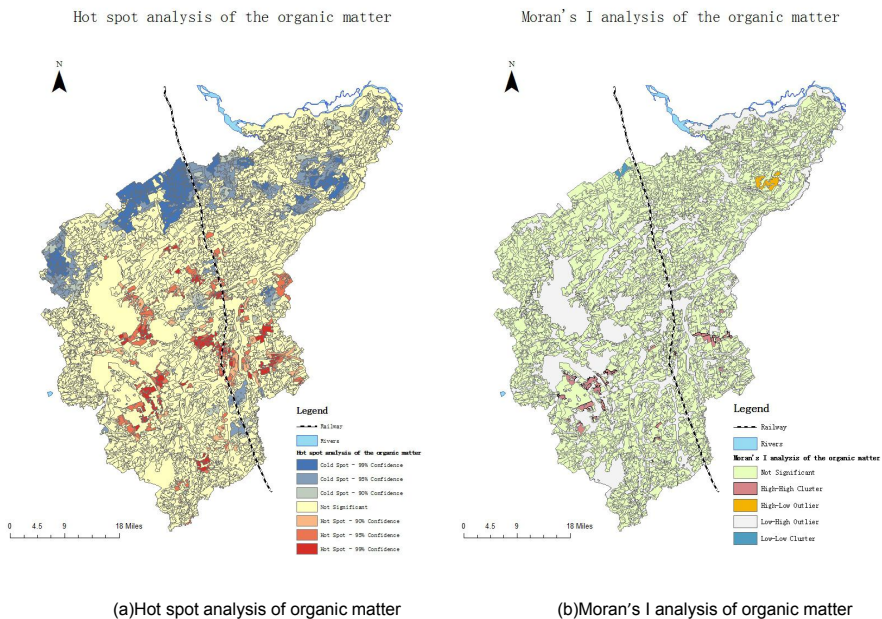 Hot spot analysis of the organic matter
Moran's I analysis of the organic matter
N
N
Legend
Railway
Rivers
Hot spot analysis of the organic matter
Cold Spot - 99% Confidence
Cold Spot - 95% Confidence
Cold Spot - 90% Confidence
Not Significant
Hot Spot - 90% Confidence
Hot Spot - 95% Confidence
Hot Spot - 99% Confidence
0 4.5 9 18 Miles
Legend
Railway
Rivers
Moran's I analysis of the organic matter
Not Significant
High-High Cluster
High-Low Outlier
Low-High Outlier
Low-Low Cluster
0 4.5 9 18 Miles
(a)Hot spot analysis of organic matter
(b)Moran's I analysis of organic matter